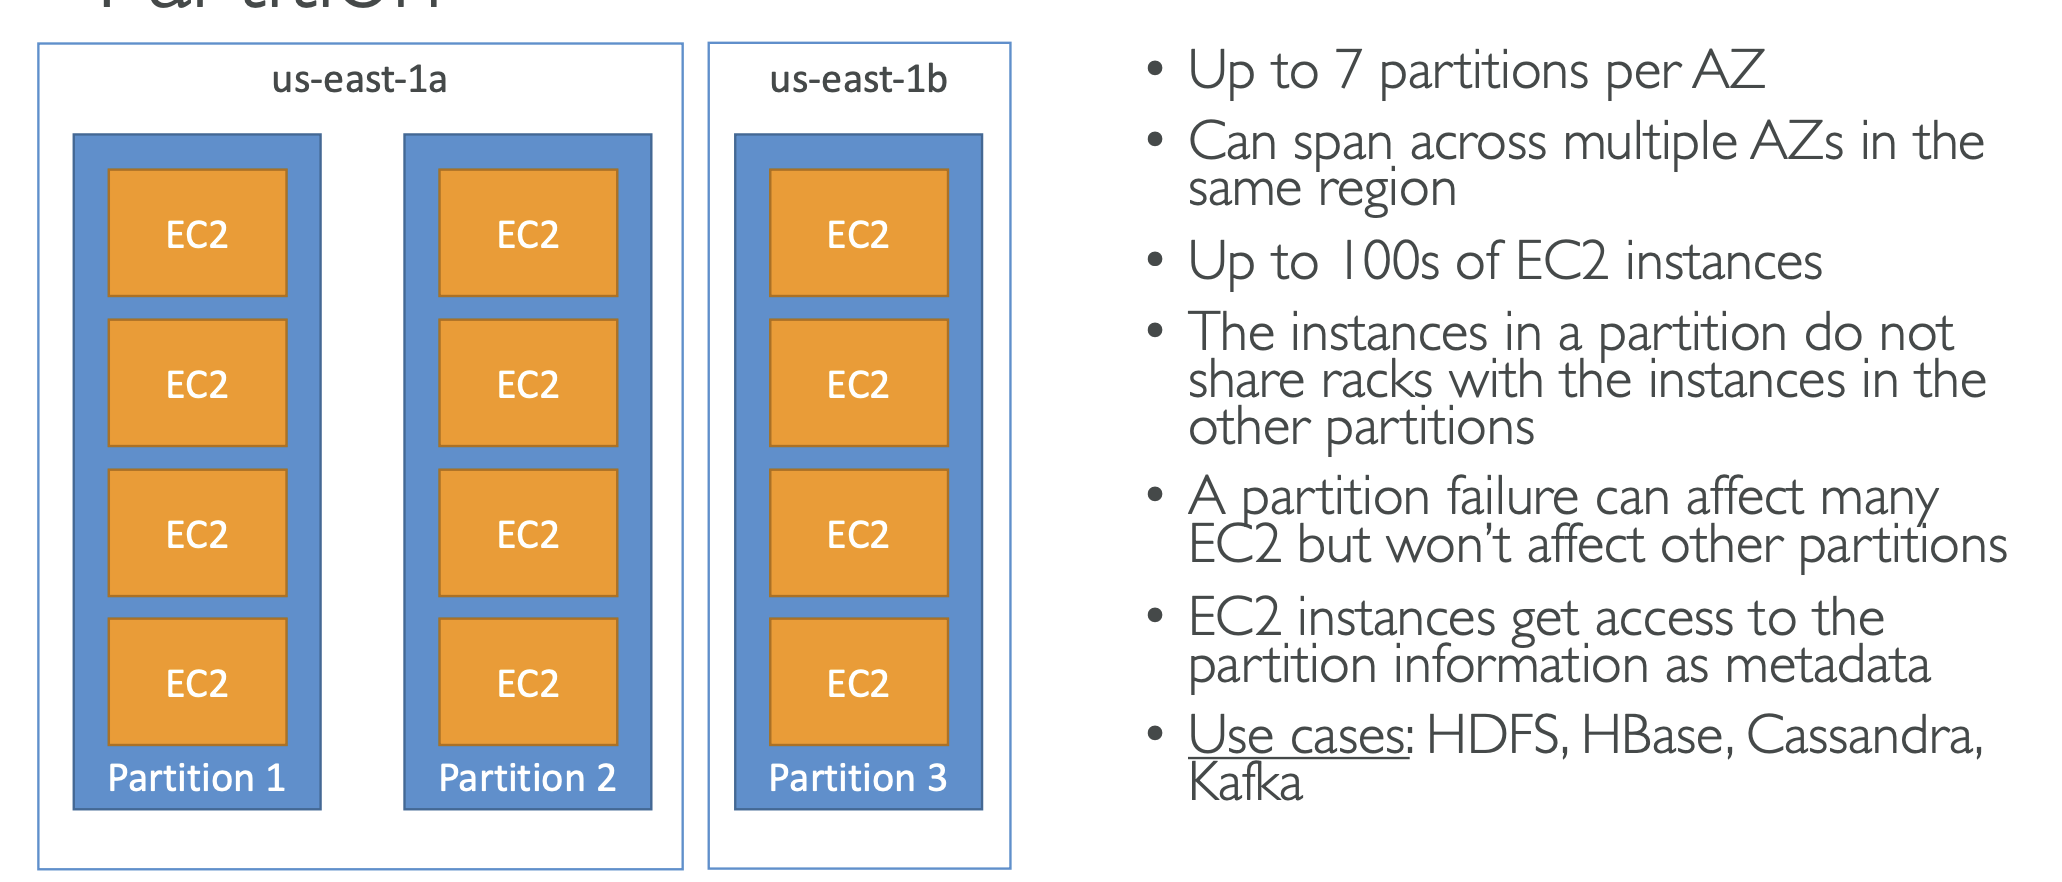 Partition
us-east-1a
EC2
EC2
EC2
EC2
Partition 1
EC2
EC2
EC2
EC2
Partition 2
us-east-1b
EC2
EC2
EC2
EC2
Partition 3
• Up to 7 partitions per AZ
• Can span across multiple AZs in the
same region
• Up to 100s of EC2 instances
• The instances in a partition do not
share racks with the instances in the
other partitions
• A partition failure can affect many
EC2 but won’t affect other partitions
• EC2 instances get access to the
partition information as metadata
• Use cases: HDFS, HBase, Cassandra,
Kafka